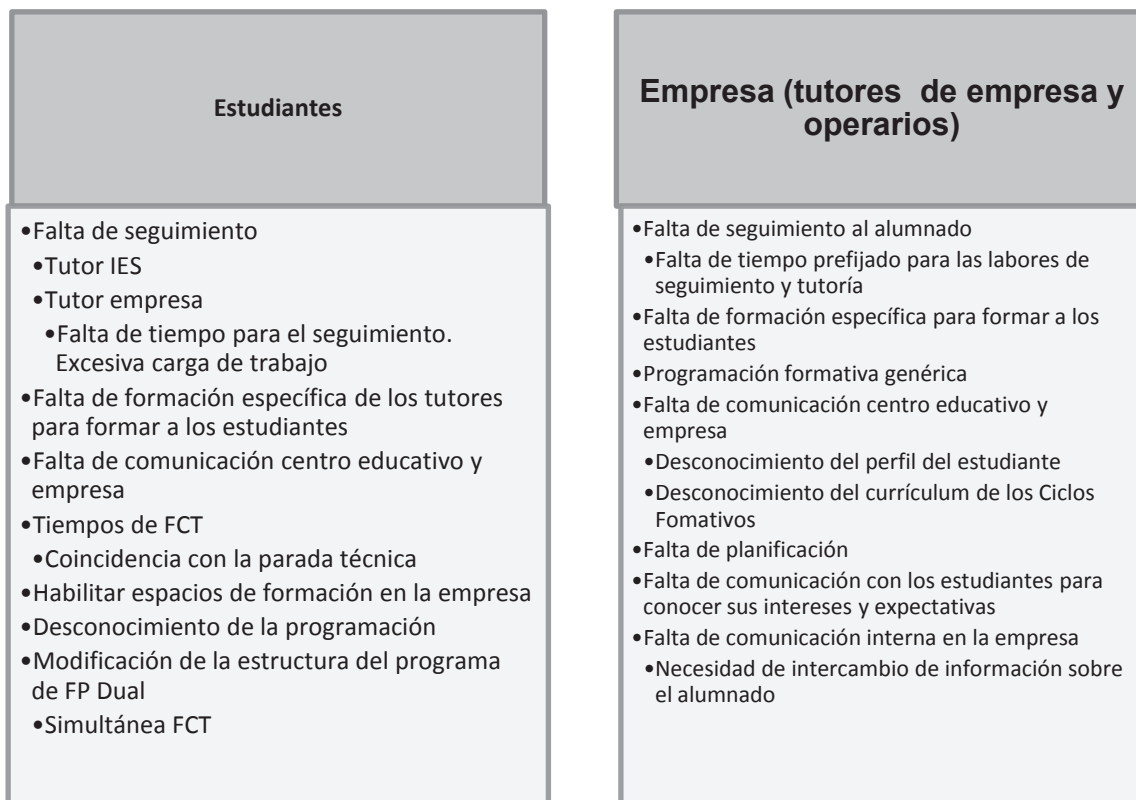 Estudiantes
•Falta de seguimiento
•Tutor IES
•Tutor empresa
•Falta de tiempo para el seguimiento.
Excesiva carga de trabajo
•Falta de formación específica de los tutores
para formar a los estudiantes
•Falta de comunicación centro educativo y
empresa
•Tiempos de FCT
•Coincidencia con la parada técnica
•Habilitar espacios de formación en la empresa
•Desconocimiento de la programación
•Modificación de la estructura del programa
de FP Dual
•Simultánea FCT
Empresa (tutores de empresa y
operarios)
•Falta de seguimiento al alumnado
•Falta de tiempo prefijado para las labores de
seguimiento y tutoría
•Falta de formación específica para formar a los
estudiantes
•Programación formativa genérica
•Falta de comunicación centro educativo y
empresa
•Desconocimiento del perfil del estudiante
•Desconocimiento del currículum de los Ciclos
Fomativos
•Falta de planificación
•Falta de comunicación con los estudiantes para
conocer sus intereses y expectativas
•Falta de comunicación interna en la empresa
•Necesidad de intercambio de información sobre
el alumnado